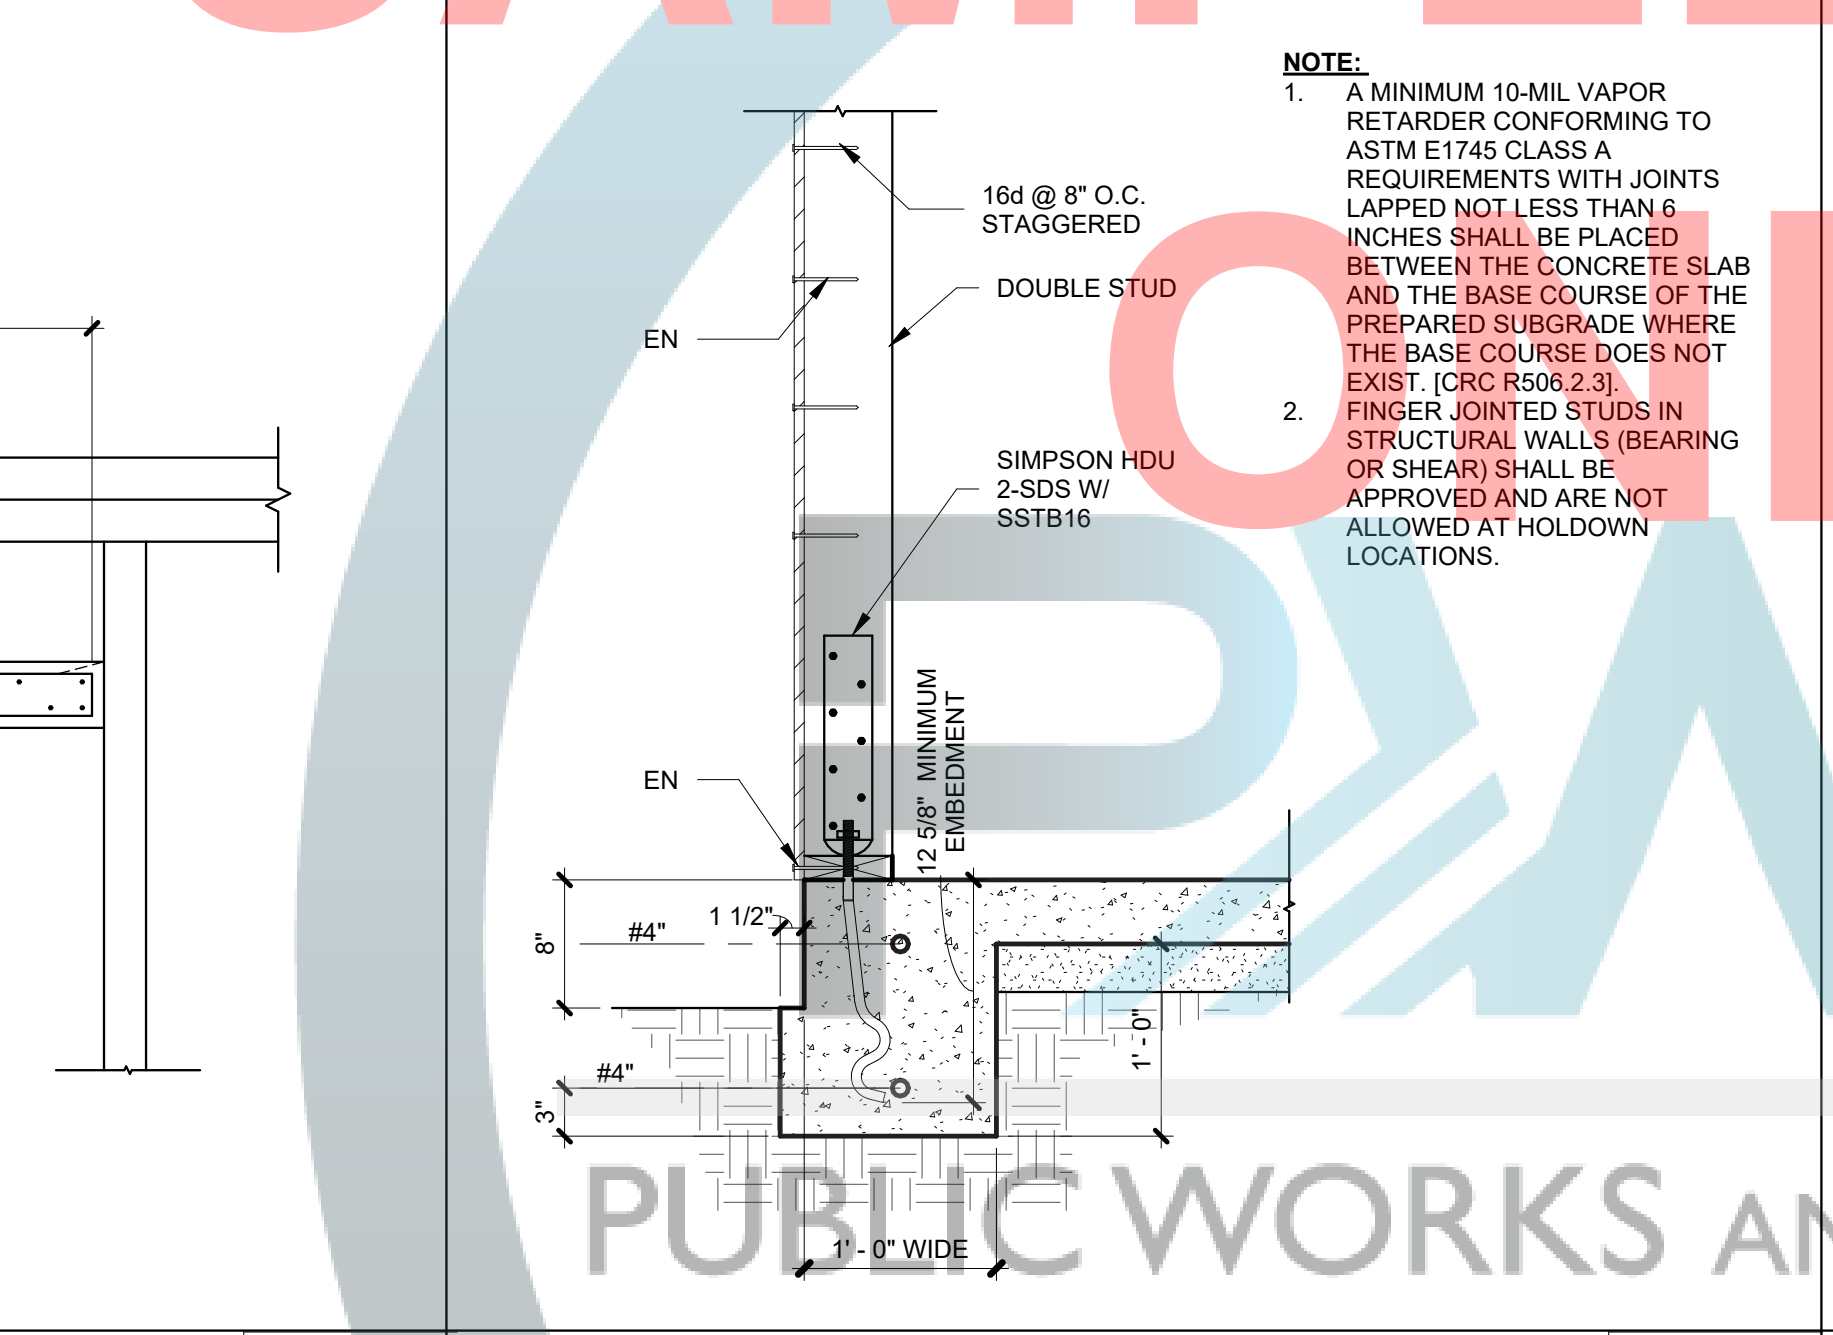 NOTE:
1. A MINIMUM 10-MIL VAPOR
RETARDER CONFORMING TO
ASTM E1745 CLASS A
REQUIREMENTS WITH JOINTS
LAPPED NOT LESS THAN 6
INCHES SHALL BE PLACED
BETWEEN THE CONCRETE SLAB
AND THE BASE COURSE OF THE
PREPARED SUBGRADE WHERE
THE BASE COURSE DOES NOT
EXIST. [CRC R506.2.3].
2. FINGER JOINTED STUDS IN
STRUCTURAL WALLS (BEARING
OR SHEAR) SHALL BE
APPROVED AND ARE NOT
ALLOWED AT HOLDOWN
LOCATIONS.
16d @ 8" O.C.
STAGGERED
DOUBLE STUD
EN
SIMPSON HDU
2-SDS W/
SSTB16
12 5/8" MINIMUM
EMBEDMENT
EN
1 1/2"
#4"
8"
#4"
3"
1' - 0"
1' - 0" WIDE
PUBLIC WORKS